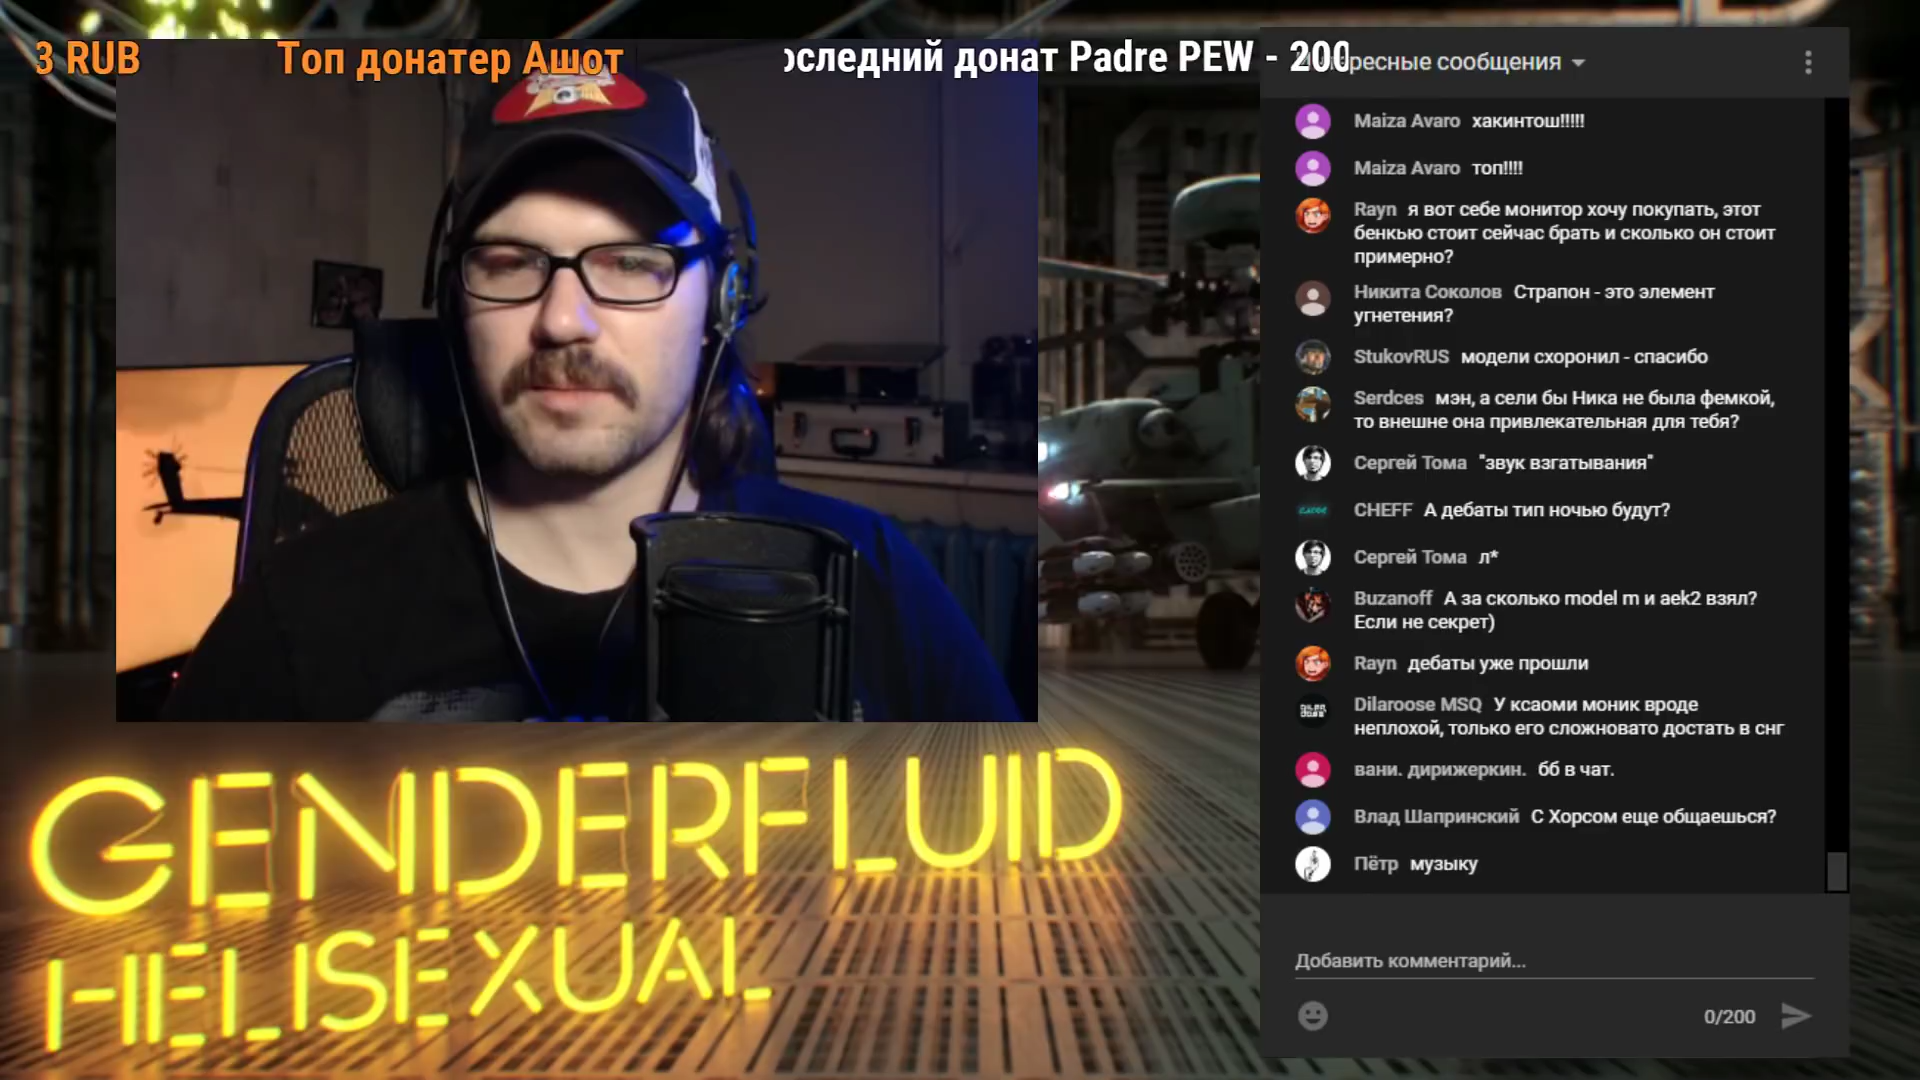 3 RUB
Топ донатер Ашот
оследний донат Padre PEW - 200
ресные сообщения
Maiza Avaro хакинтош!!!!!
Maiza Avaro топ!!!!
Rayn я вот себе монитор хочу покупать, этот
бенкью стоит сейчас брать и сколько он стоит
примерно?
Никита Соколов Страпон - это элемент
угнетения?
StukovRUS модели схоронил - спасибо
Serdces мэн, а сели бы Ника не была фемкой,
то внешне она привлекательная для тебя?
Сергей Тома "звук взгатывания"
CHEFF А дебаты тип ночью будут?
Сергей Тома л*
Buzanoff А за сколько model m и aek2 взял?
Если не секрет)
Rayn дебаты уже прошли
Dilaroose MSQ У ксаоми моник вроде
неплохой, только его сложновато достать в снг
вани. дирижеркин. бб в чат.
Влад Шапринский С Хорсом еще общаешься?
Пётр музыку
Добавить комментарий...
0/200
GENDERFLUID
HELISEXUAL